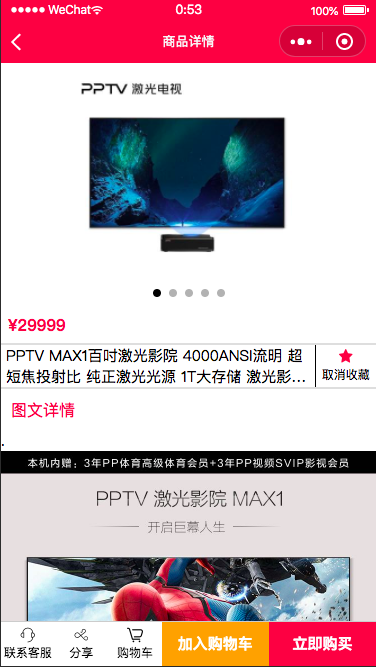 WeChat
0:53
100%
商品详情
PPTV 激光电视
¥29999
PPTV MAX1百吋激光影院 4000ANSI流明 超
短焦投射比 纯正激光光源 1T大存储 激光影...
取消收藏
图文详情
本机内赠：3年PP体育高级体育会员+3年PP视频SVIP影视会员
PPTV 激光影院 MAX1
开启巨幕人生
联系客服
分享
购物车
加入购物车
立即购买